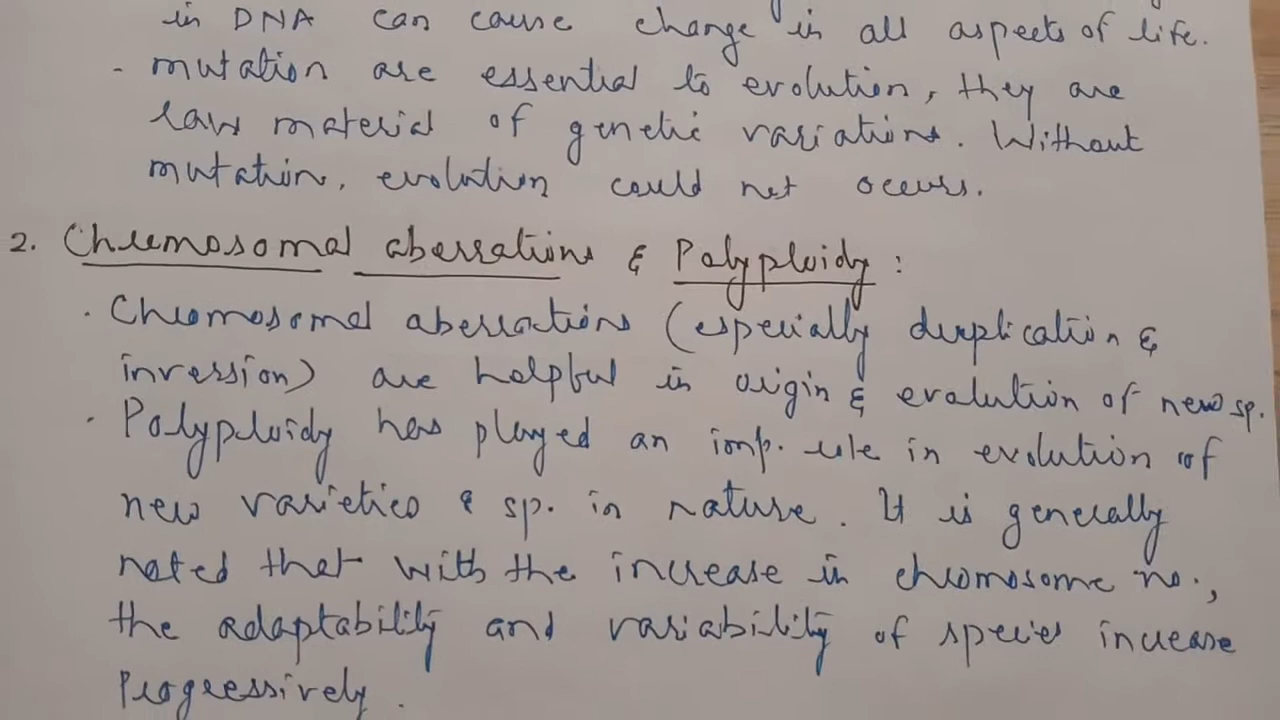 in DNA can cause change in all aspects of life.
- mutation are essential to evolution, they are
raw material of genetic variations. Without
mutation, evolution could not occurs.
2. Chromosomal aberrations & Polyploidy :
· Chromosomal aberrations (especially duplication &
inversion) are helpful in origin & evolution of new sp.
· Polyploidy has played an imp. role in evolution of
new varieties & sp. in nature. It is generally
noted that with the increase in chromosome no.,
the adaptability and variability of species increase
progressively.